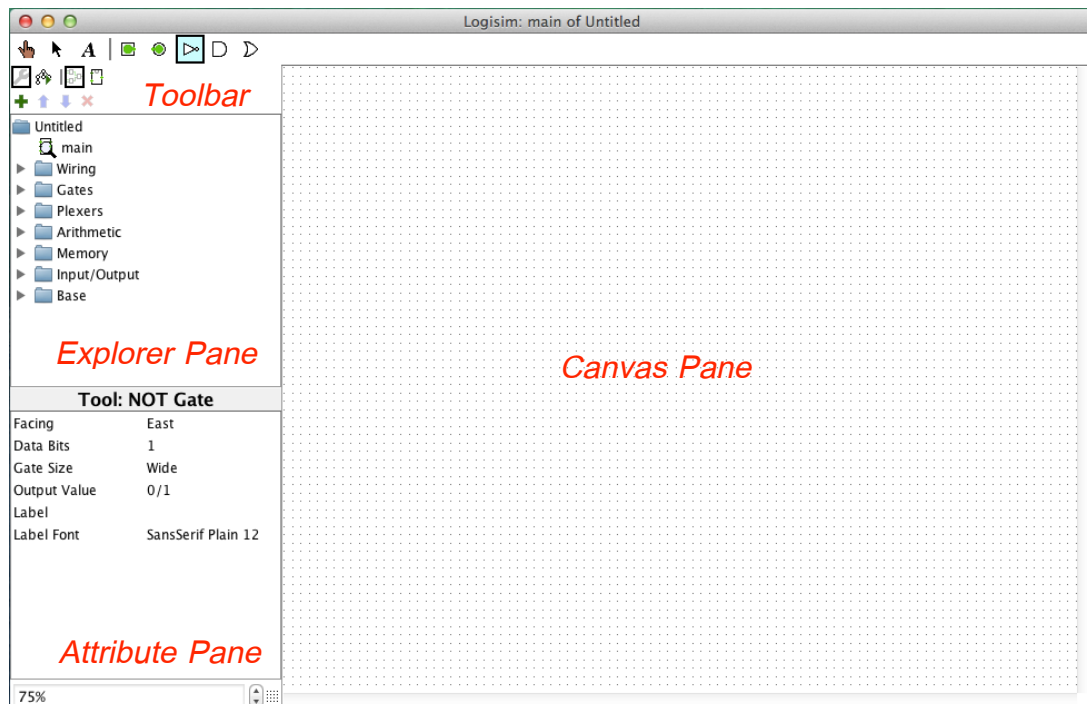 Logisim: main of Untitled
A
Toolbar
Untitled
main
Wiring
Gates
Plexers
Arithmetic
Memory
Input/Output
Base
Explorer Pane
Canvas Pane
Tool: NOT Gate
Facing East
Data Bits 1
Gate Size Wide
Output Value 0/1
Label
Label Font SansSerif Plain 12
Attribute Pane
75%